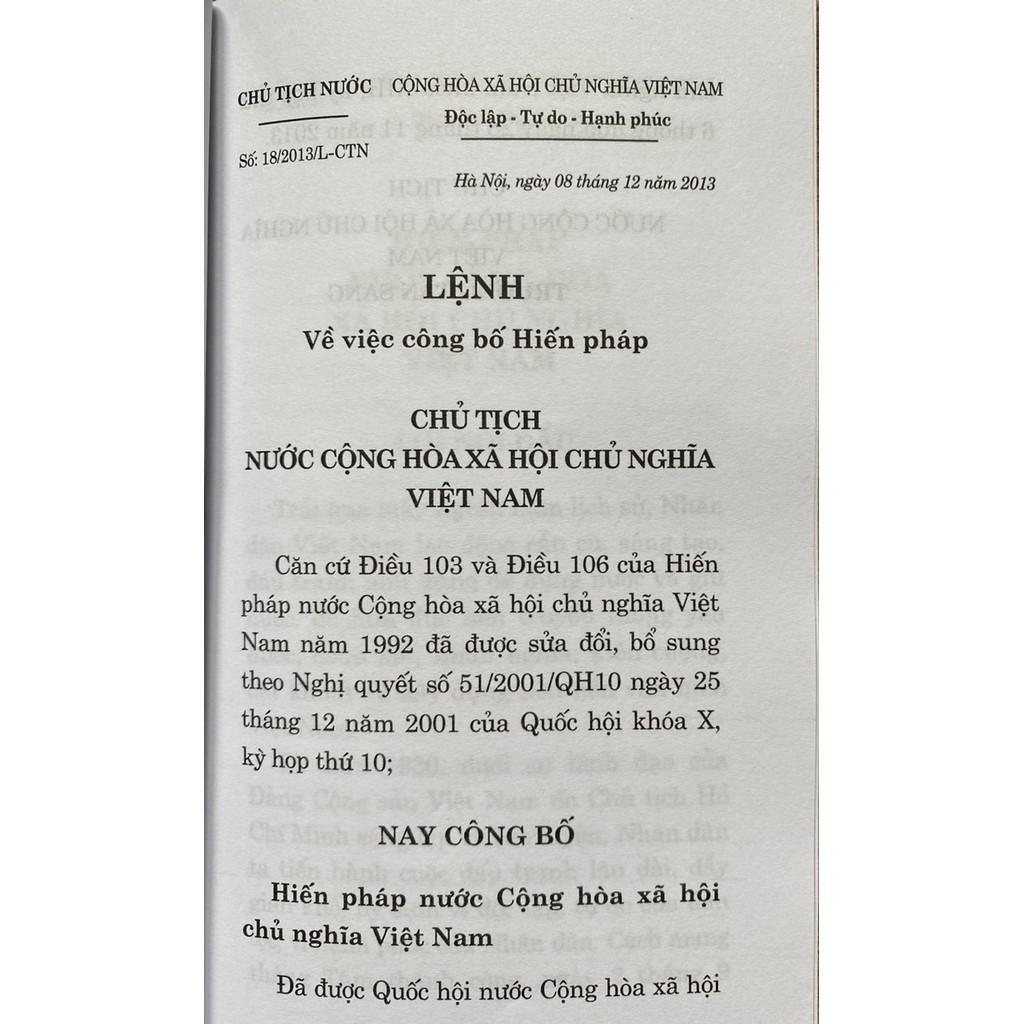 CHỦ TỊCH NƯỚC CỘNG HÒA XÃ HỘI CHỦ NGHĨA VIỆT NAM
Độc lập - Tự do - Hạnh phúc
Số: 18/2013/L-CTN
Hà Nội, ngày 08 tháng 12 năm 2013
LỆNH
Về việc công bố Hiến pháp
CHỦ TỊCH
NƯỚC CỘNG HÒA XÃ HỘI CHỦ NGHĨA
VIỆT NAM
Căn cứ Điều 103 và Điều 106 của Hiến
pháp nước Cộng hòa xã hội chủ nghĩa Việt
Nam năm 1992 đã được sửa đổi, bổ sung
theo Nghị quyết số 51/2001/QH10 ngày 25
tháng 12 năm 2001 của Quốc hội khóa X,
kỳ họp thứ 10;
NAY CÔNG BỐ
Hiến pháp nước Cộng hòa xã hội
chủ nghĩa Việt Nam
Đã được Quốc hội nước Cộng hòa xã hội